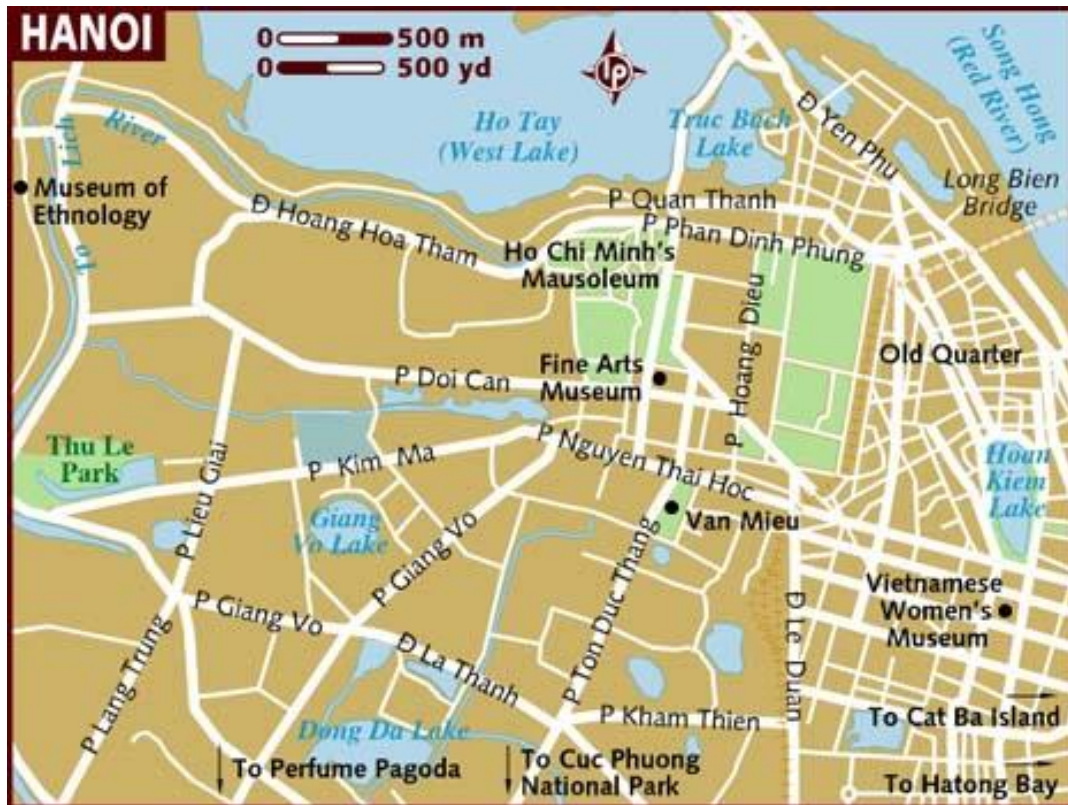 HANOI
0 500 m
0 500 yd
LP
Song Hong
(Red River)
Ho Tay
(West Lake)
Truc Bach
Lake
Đ Yen Phu
To Lich River
Museum of
Ethnology
Long Bien
Bridge
P Quan Thanh
Đ Hoang Hoa Tham
P Phan Dinh Phung
Ho Chi Minh's
Mausoleum
P Hoang Dieu
Old Quarter
Fine Arts
Museum
P Doi Can
Thu Le
Park
P Lieu Giai
P Kim Ma
P Nguyen Thai Hoc
Hoan
Kiem
Lake
Giang
Vo Lake
P Giang Vo
Van Mieu
P Ton Duc Thang
Vietnamese
Women's
Museum
P Giang Vo
Đ La Thanh
Đ Le Duan
P Lang Trung
Dong Da Lake
P Kham Thien
To Cat Ba Island
To Perfume Pagoda
To Cuc Phuong
National Park
To Hatong Bay